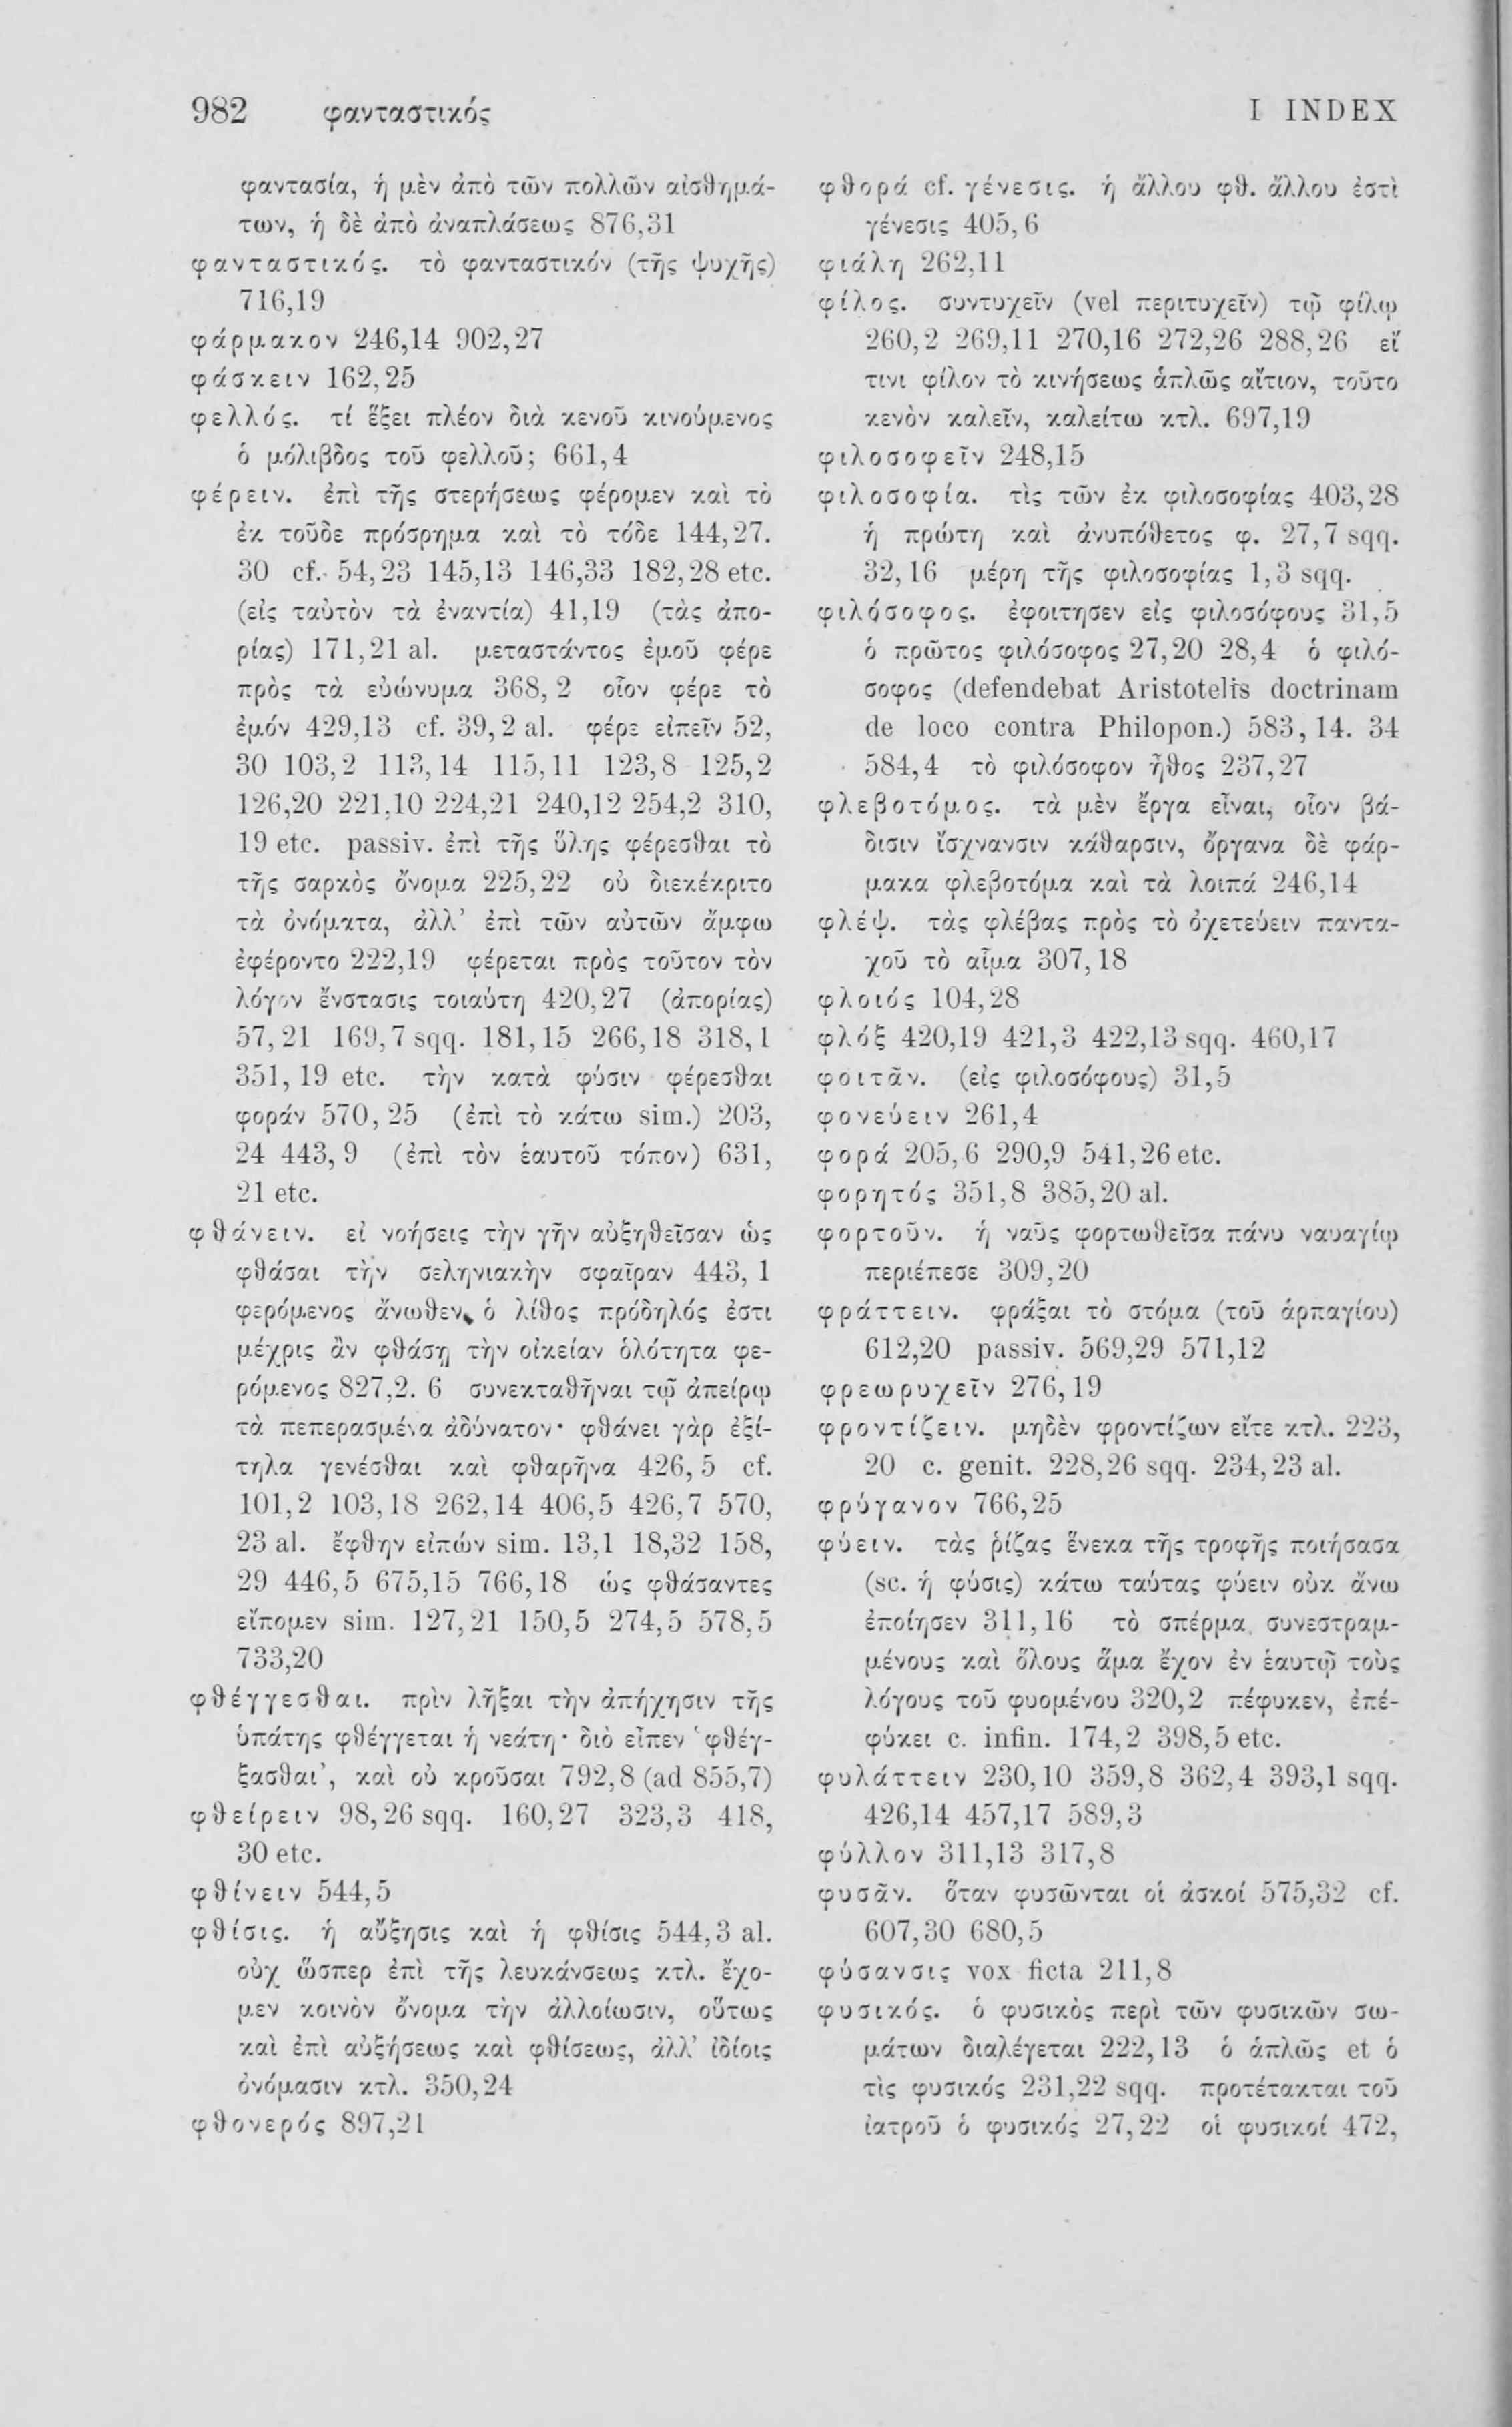 982 φανταστικός I INDEX
φαντασία, ἡ μὲν ἀπὸ τῶν πολλῶν αἰσθημά-
των, ἡ δὲ ἀπὸ ἀναπλάσεως 876,31
φανταστικός. τὸ φανταστικόν (τῆς ψυχῆς)
716,19
φάρμακον 246,14 902,27
φάσκειν 162,25
φελλός. τί ἕξει πλέον διὰ κενοῦ κινούμενος
ὁ μόλιβδος τοῦ φελλοῦ; 661,4
φέρειν. ἐπὶ τῆς στερήσεως φέρομεν καὶ τὸ
ἐκ τοῦδε πρόσρημα καὶ τὸ τόδε 144,27.
30 cf. 54,23 145,13 146,33 182,28 etc.
(εἰς ταὐτὸν τὰ ἐναντία) 41,19 (τὰς ἀπο-
ρίας) 171,21 al. μεταστάντος ἐμοῦ φέρε
πρὸς τὰ εὐώνυμα 368,2 οἷον φέρε τὸ
ἐμόν 429,13 cf. 39,2 al. φέρε εἰπεῖν 52,
30 103,2 113,14 115,11 123,8 125,2
126,20 221,10 224,21 240,12 254,2 310,
19 etc. passiv. ἐπὶ τῆς ὕλης φέρεσθαι τὸ
τῆς σαρκὸς ὄνομα 225,22 οὐ διεκέκριτο
τὰ ὀνόματα, ἀλλ’ ἐπὶ τῶν αὐτῶν ἄμφω
ἐφέροντο 222,19 φέρεται πρὸς τοῦτον τὸν
λόγον ἔνστασις τοιαύτη 420,27 (ἀπορίας)
57,21 169,7 sqq. 181,15 266,18 318,1
351,19 etc. τὴν κατὰ φύσιν φέρεσθαι
φοράν 570,25 (ἐπὶ τὸ κάτω sim.) 203,
24 443,9 (ἐπὶ τὸν ἑαυτοῦ τόπον) 631,
21 etc.
φθάνειν. εἰ νοήσεις τὴν γῆν αὐξηθεῖσαν ὡς
φθάσαι τὴν σεληνιακὴν σφαῖραν 443,1
φερόμενος ἄνωθεν ὁ λίθος πρόδηλός ἐστι
μέχρις ἂν φθάσῃ τὴν οἰκείαν ὁλότητα φε-
ρόμενος 827,2. 6 συνεκταθῆναι τῷ ἀπείρῳ
τὰ πεπερασμένα ἀδύνατον· φθάνει γὰρ ἐξί-
τηλα γενέσθαι καὶ φθαρῆνα 426,5 cf.
101,2 103,18 262,14 406,5 426,7 570,
23 al. ἔφθην εἰπών sim. 13,1 18,32 158,
29 446,5 675,15 766,18 ὡς φθάσαντες
εἴπομεν sim. 127,21 150,5 274,5 578,5
733,20
φθέγγεσθαι. πρὶν λῆξαι τὴν ἀπήχησιν τῆς
ὑπάτης φθέγγεται ἡ νεάτη· διὸ εἶπεν ‘φθέγ-
ξασθαι’, καὶ οὐ κροῦσαι 792,8 (ad 855,7)
φθείρειν 98,26 sqq. 160,27 323,3 418,
30 etc.
φθίνειν 544,5
φθίσις. ἡ αὔξησις καὶ ἡ φθίσις 544,3 al.
οὐχ ὥσπερ ἐπὶ τῆς λευκάνσεως κτλ. ἔχο-
μεν κοινὸν ὄνομα τὴν ἀλλοίωσιν, οὕτως
καὶ ἐπὶ αὐξήσεως καὶ φθίσεως, ἀλλ’ ἰδίοις
ὀνόμασιν κτλ. 350,24
φθονερός 897,21
φθορά cf. γένεσις. ἡ ἄλλου φθ. ἄλλου ἐστὶ
γένεσις 405,6
φιάλη 262,11
φίλος. συντυχεῖν (vel περιτυχεῖν) τῷ φίλῳ
260,2 269,11 270,16 272,26 288,26 εἴ
τινι φίλον τὸ κινήσεως ἁπλῶς αἴτιον, τοῦτο
κενὸν καλεῖν, καλείτω κτλ. 697,19
φιλοσοφεῖν 248,15
φιλοσοφία. τὶς τῶν ἐκ φιλοσοφίας 403,28
ἡ πρώτη καὶ ἀνυπόθετος φ. 27,7 sqq.
32,16 μέρη τῆς φιλοσοφίας 1,3 sqq.
φιλόσοφος. ἐφοίτησεν εἰς φιλοσόφους 31,5
ὁ πρῶτος φιλόσοφος 27,20 28,4 ὁ φιλό-
σοφος (defendebat Aristotelis doctrinam
de loco contra Philopon.) 583,14. 34
584,4 τὸ φιλόσοφον ἦθος 237,27
φλεβοτόμος. τὰ μὲν ἔργα εἶναι, οἷον βά-
δισιν ἴσχνανσιν κάθαρσιν, ὄργανα δὲ φάρ-
μακα φλεβοτόμα καὶ τὰ λοιπά 246,14
φλέψ. τὰς φλέβας πρὸς τὸ ὀχετεύειν παντα-
χοῦ τὸ αἷμα 307,18
φλοιός 104,28
φλόξ 420,19 421,3 422,13 sqq. 460,17
φοιτᾶν. (εἰς φιλοσόφους) 31,5
φονεύειν 261,4
φορά 205,6 290,9 541,26 etc.
φορητός 351,8 385,20 al.
φορτοῦν. ἡ ναῦς φορτωθεῖσα πάνυ ναυαγίῳ
περιέπεσε 309,20
φράττειν. φράξαι τὸ στόμα (τοῦ ἁρπαγίου)
612,20 passiv. 569,29 571,12
φρεωρυχεῖν 276,19
φροντίζειν. μηδὲν φροντίζων εἴτε κτλ. 223,
20 c. genit. 228,26 sqq. 234,23 al.
φρύγανον 766,25
φύειν. τὰς ῥίζας ἕνεκα τῆς τροφῆς ποιήσασα
(sc. ἡ φύσις) κάτω ταύτας φύειν οὐκ ἄνω
ἐποίησεν 311,16 τὸ σπέρμα συνεστραμ-
μένους καὶ ὅλους ἅμα ἔχον ἐν ἑαυτῷ τοὺς
λόγους τοῦ φυομένου 320,2 πέφυκεν, ἐπέ-
φύκει c. infin. 174,2 398,5 etc.
φυλάττειν 230,10 359,8 362,4 393,1 sqq.
426,14 457,17 589,3
φύλλον 311,13 317,8
φυσᾶν. ὅταν φυσῶνται οἱ ἀσκοί 575,32 cf.
607,30 680,5
φύσανσις vox ficta 211,8
φυσικός. ὁ φυσικὸς περὶ τῶν φυσικῶν σω-
μάτων διαλέγεται 222,13 ὁ ἁπλῶς et ὁ
τὶς φυσικός 231,22 sqq. προτέτακται τοῦ
ἰατροῦ ὁ φυσικός 27,22 οἱ φυσικοί 472,